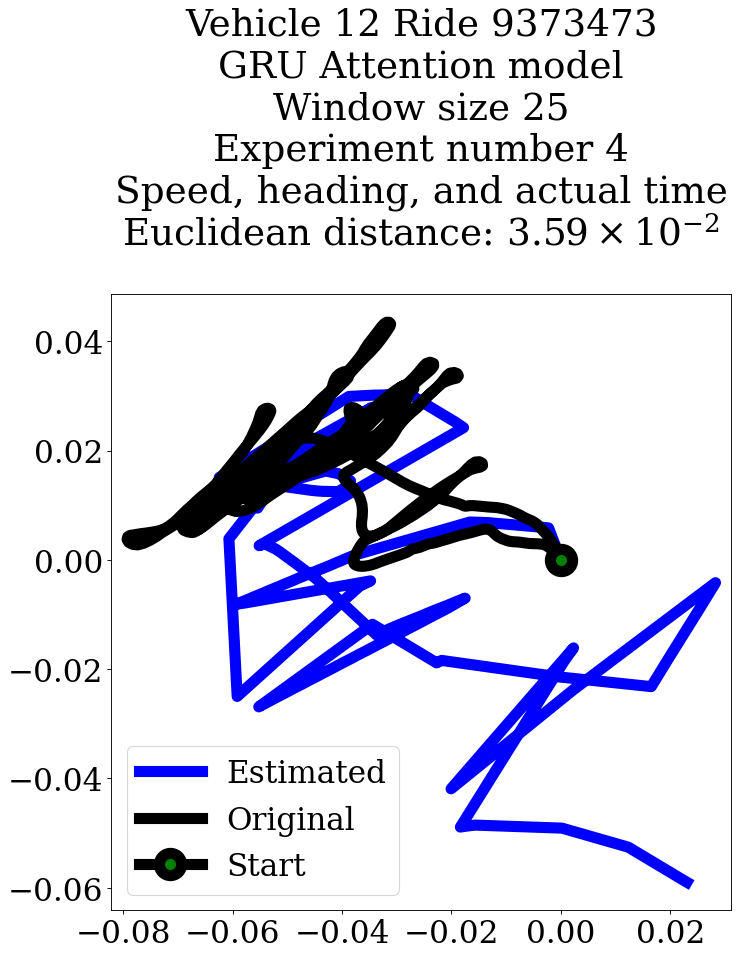 Vehicle 12 Ride 9373473
GRU Attention model
Window size 25
Experiment number 4
Speed, heading, and actual time
Euclidean distance: 3.59 × 10⁻²
0.04
0.02
0.00
−0.02
−0.04
−0.06
Estimated
Original
Start
−0.08 −0.06 −0.04 −0.02 0.00 0.02